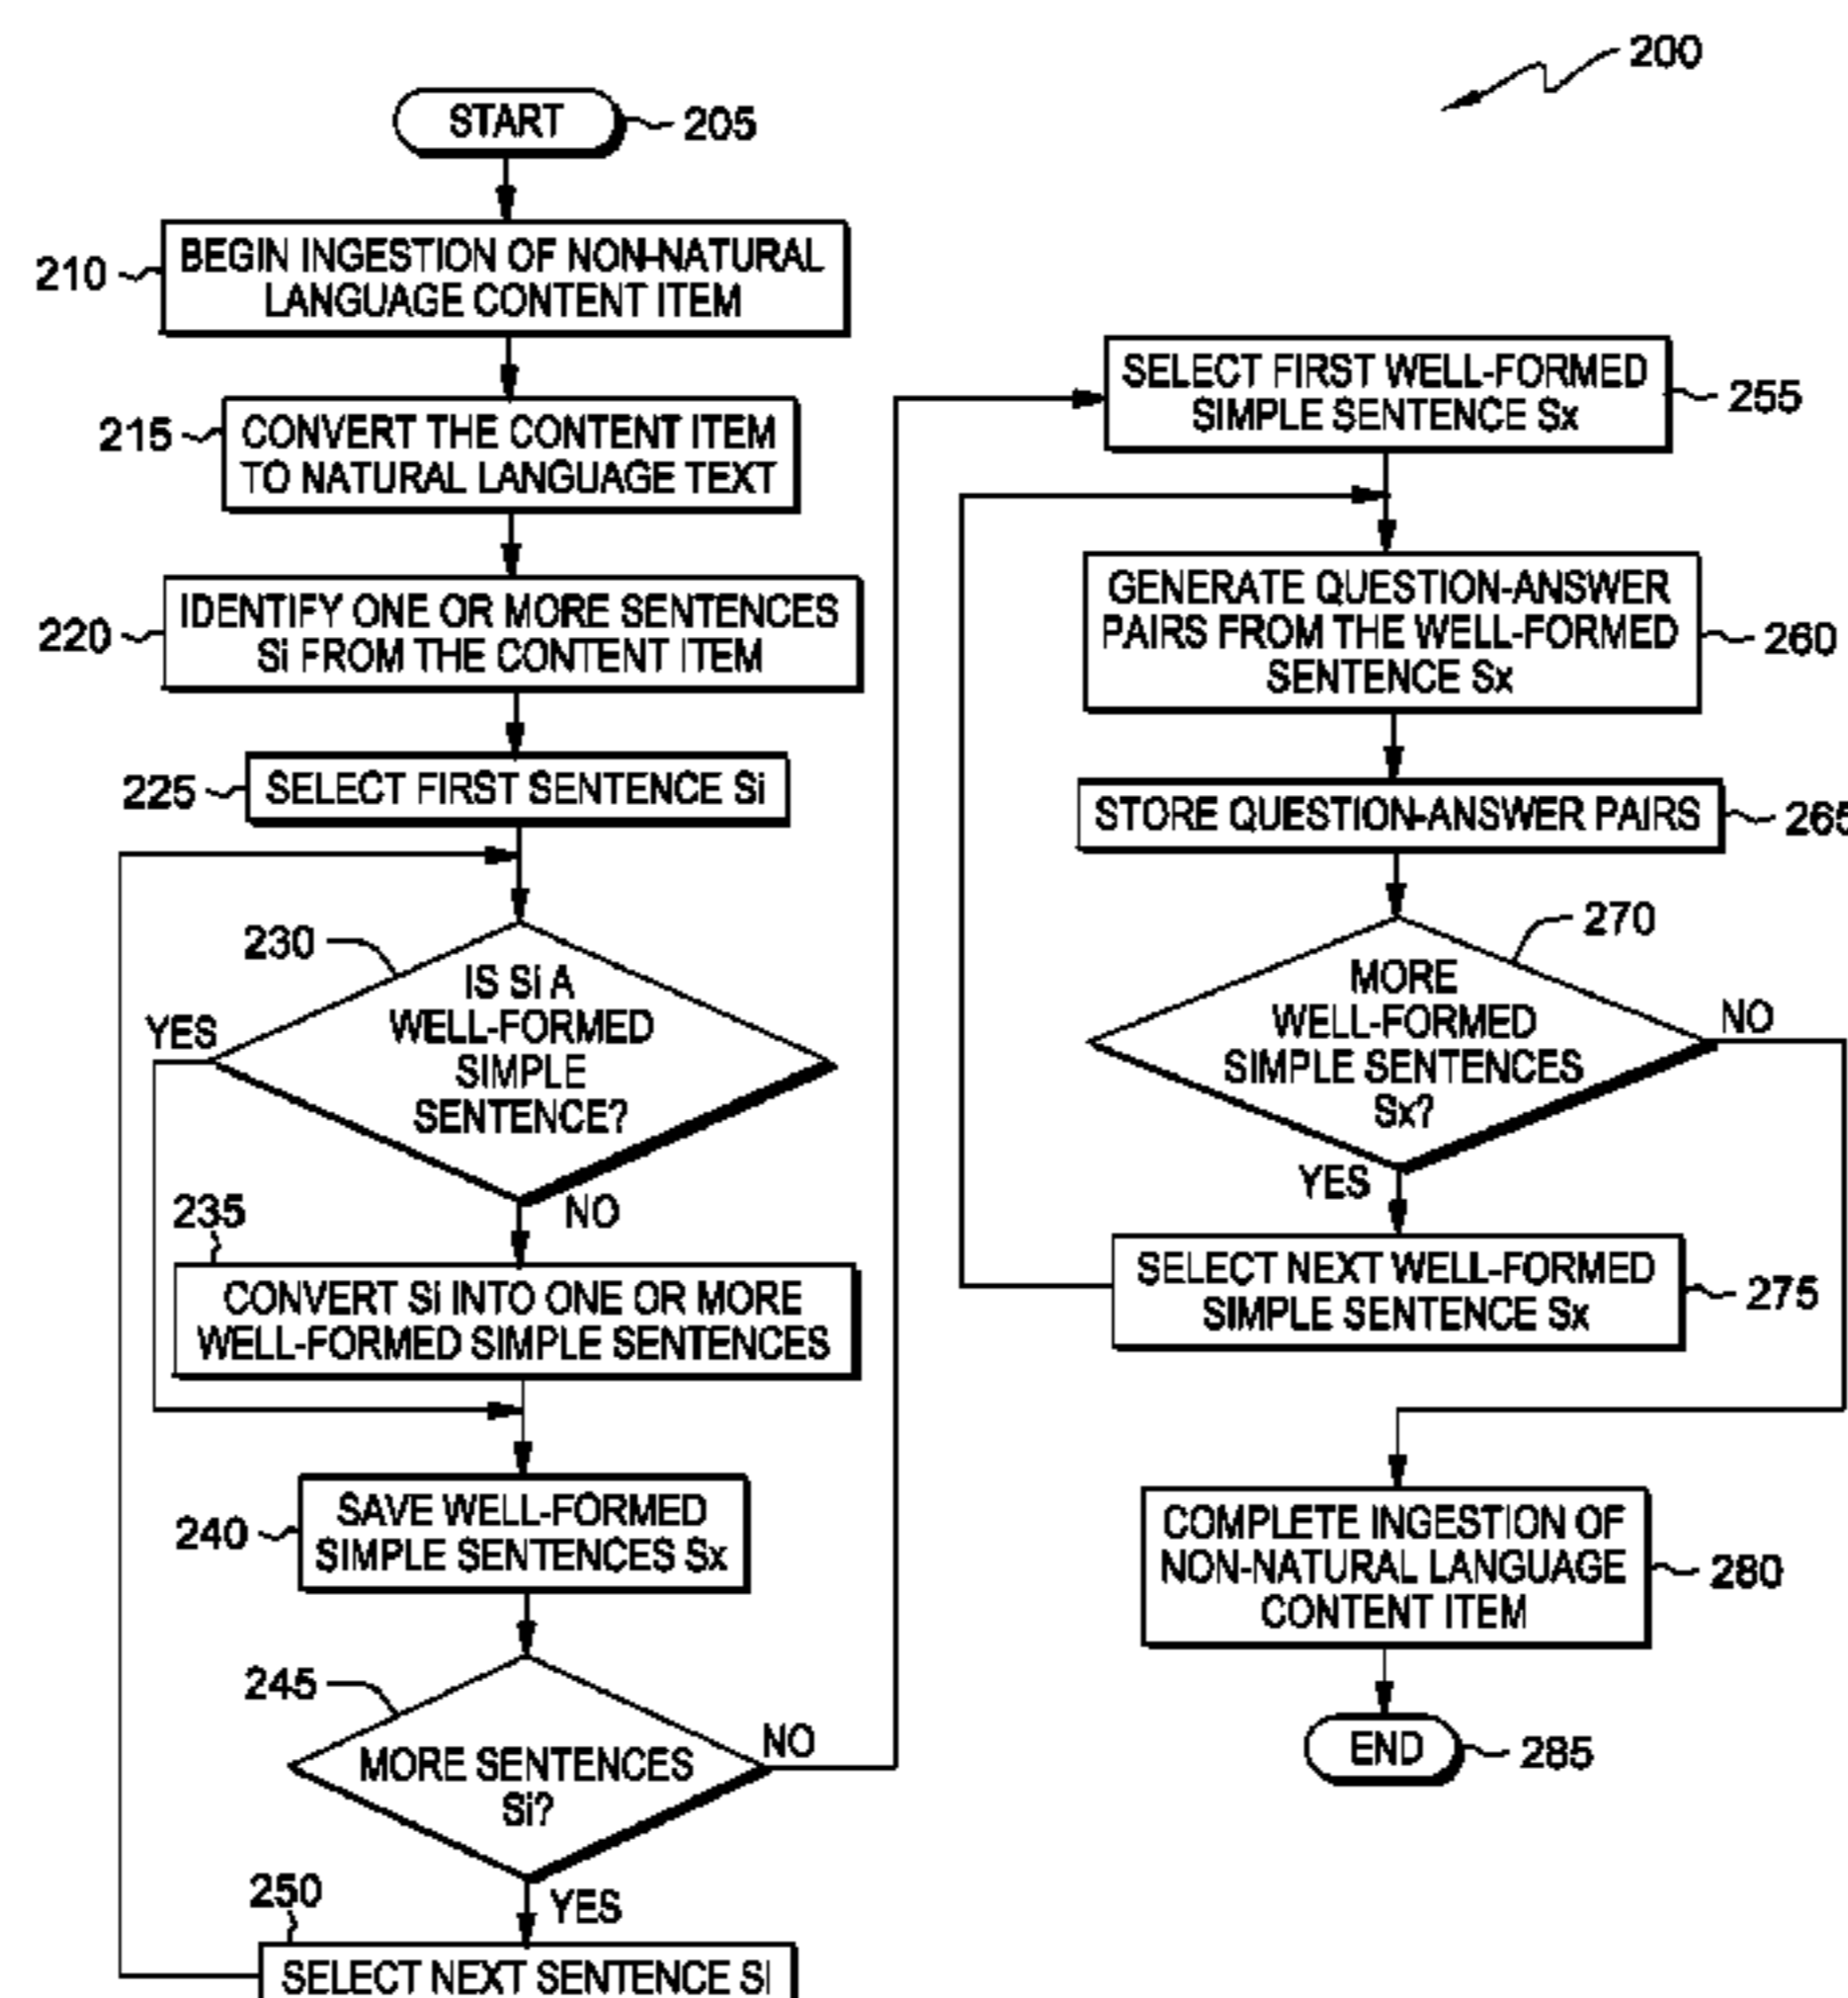 200
START
205
210
BEGIN INGESTION OF NON-NATURAL
LANGUAGE CONTENT ITEM
215
CONVERT THE CONTENT ITEM
TO NATURAL LANGUAGE TEXT
220
IDENTIFY ONE OR MORE SENTENCES
Si FROM THE CONTENT ITEM
225
SELECT FIRST SENTENCE Si
230
IS Si A
WELL-FORMED
SIMPLE
SENTENCE?
YES
NO
235
CONVERT Si INTO ONE OR MORE
WELL-FORMED SIMPLE SENTENCES
240
SAVE WELL-FORMED
SIMPLE SENTENCES Sx
245
MORE SENTENCES
Si?
NO
YES
250
SELECT NEXT SENTENCE Si
SELECT FIRST WELL-FORMED
SIMPLE SENTENCE Sx
255
GENERATE QUESTION-ANSWER
PAIRS FROM THE WELL-FORMED
SENTENCE Sx
260
STORE QUESTION-ANSWER PAIRS
265
270
MORE
WELL-FORMED
SIMPLE SENTENCES
Sx?
NO
YES
SELECT NEXT WELL-FORMED
SIMPLE SENTENCE Sx
275
COMPLETE INGESTION OF
NON-NATURAL LANGUAGE
CONTENT ITEM
280
END
285